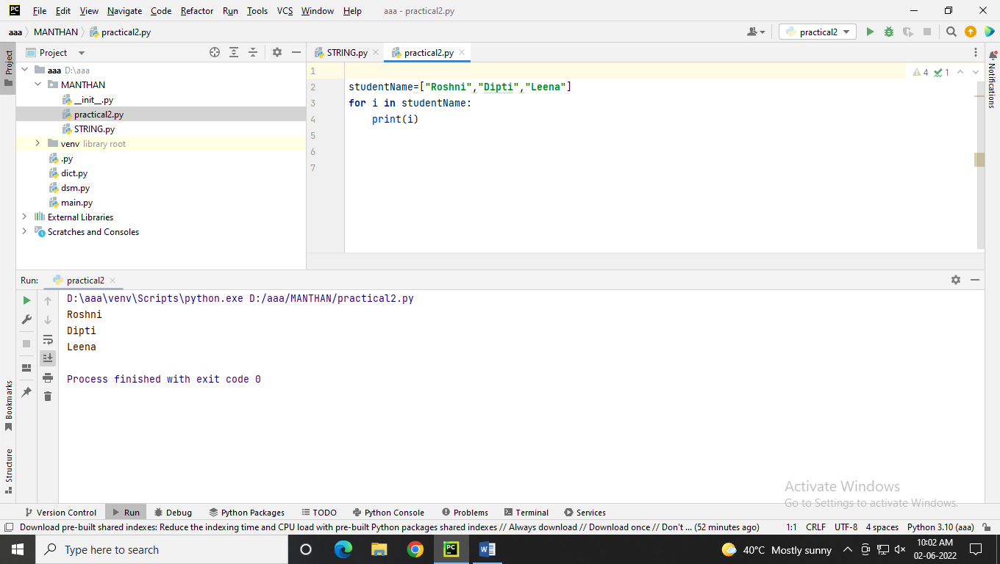 PC File Edit View Navigate Code Refactor Run Tools VCS Window Help aaa - practical2.py
aaa MANTHAN practical2.py practical2
Project
Project
STRING.py practical2.py
Notifications
aaa D:\aaa
MANTHAN
__init__.py
practical2.py
STRING.py
venv library root
.py
dict.py
dsm.py
main.py
External Libraries
Scratches and Consoles
4 1
1
2 studentName=["Roshni","Dipti","Leena"]
3 for i in studentName:
4 print(i)
5
6
7
Run: practical2
D:\aaa\venv\Scripts\python.exe D:/aaa/MANTHAN/practical2.py
Roshni
Dipti
Leena
Process finished with exit code 0
Bookmarks
Structure
Activate Windows
Go to Settings to activate Windows.
Version Control Run Debug Python Packages TODO Python Console Problems Terminal Services
Download pre-built shared indexes: Reduce the indexing time and CPU load with pre-built Python packages shared indexes // Always download // Download once // Don't ... (52 minutes ago) 1:1 CRLF UTF-8 4 spaces Python 3.10 (aaa)
Type here to search PC W 40°C Mostly sunny 10:02 AM
02-06-2022